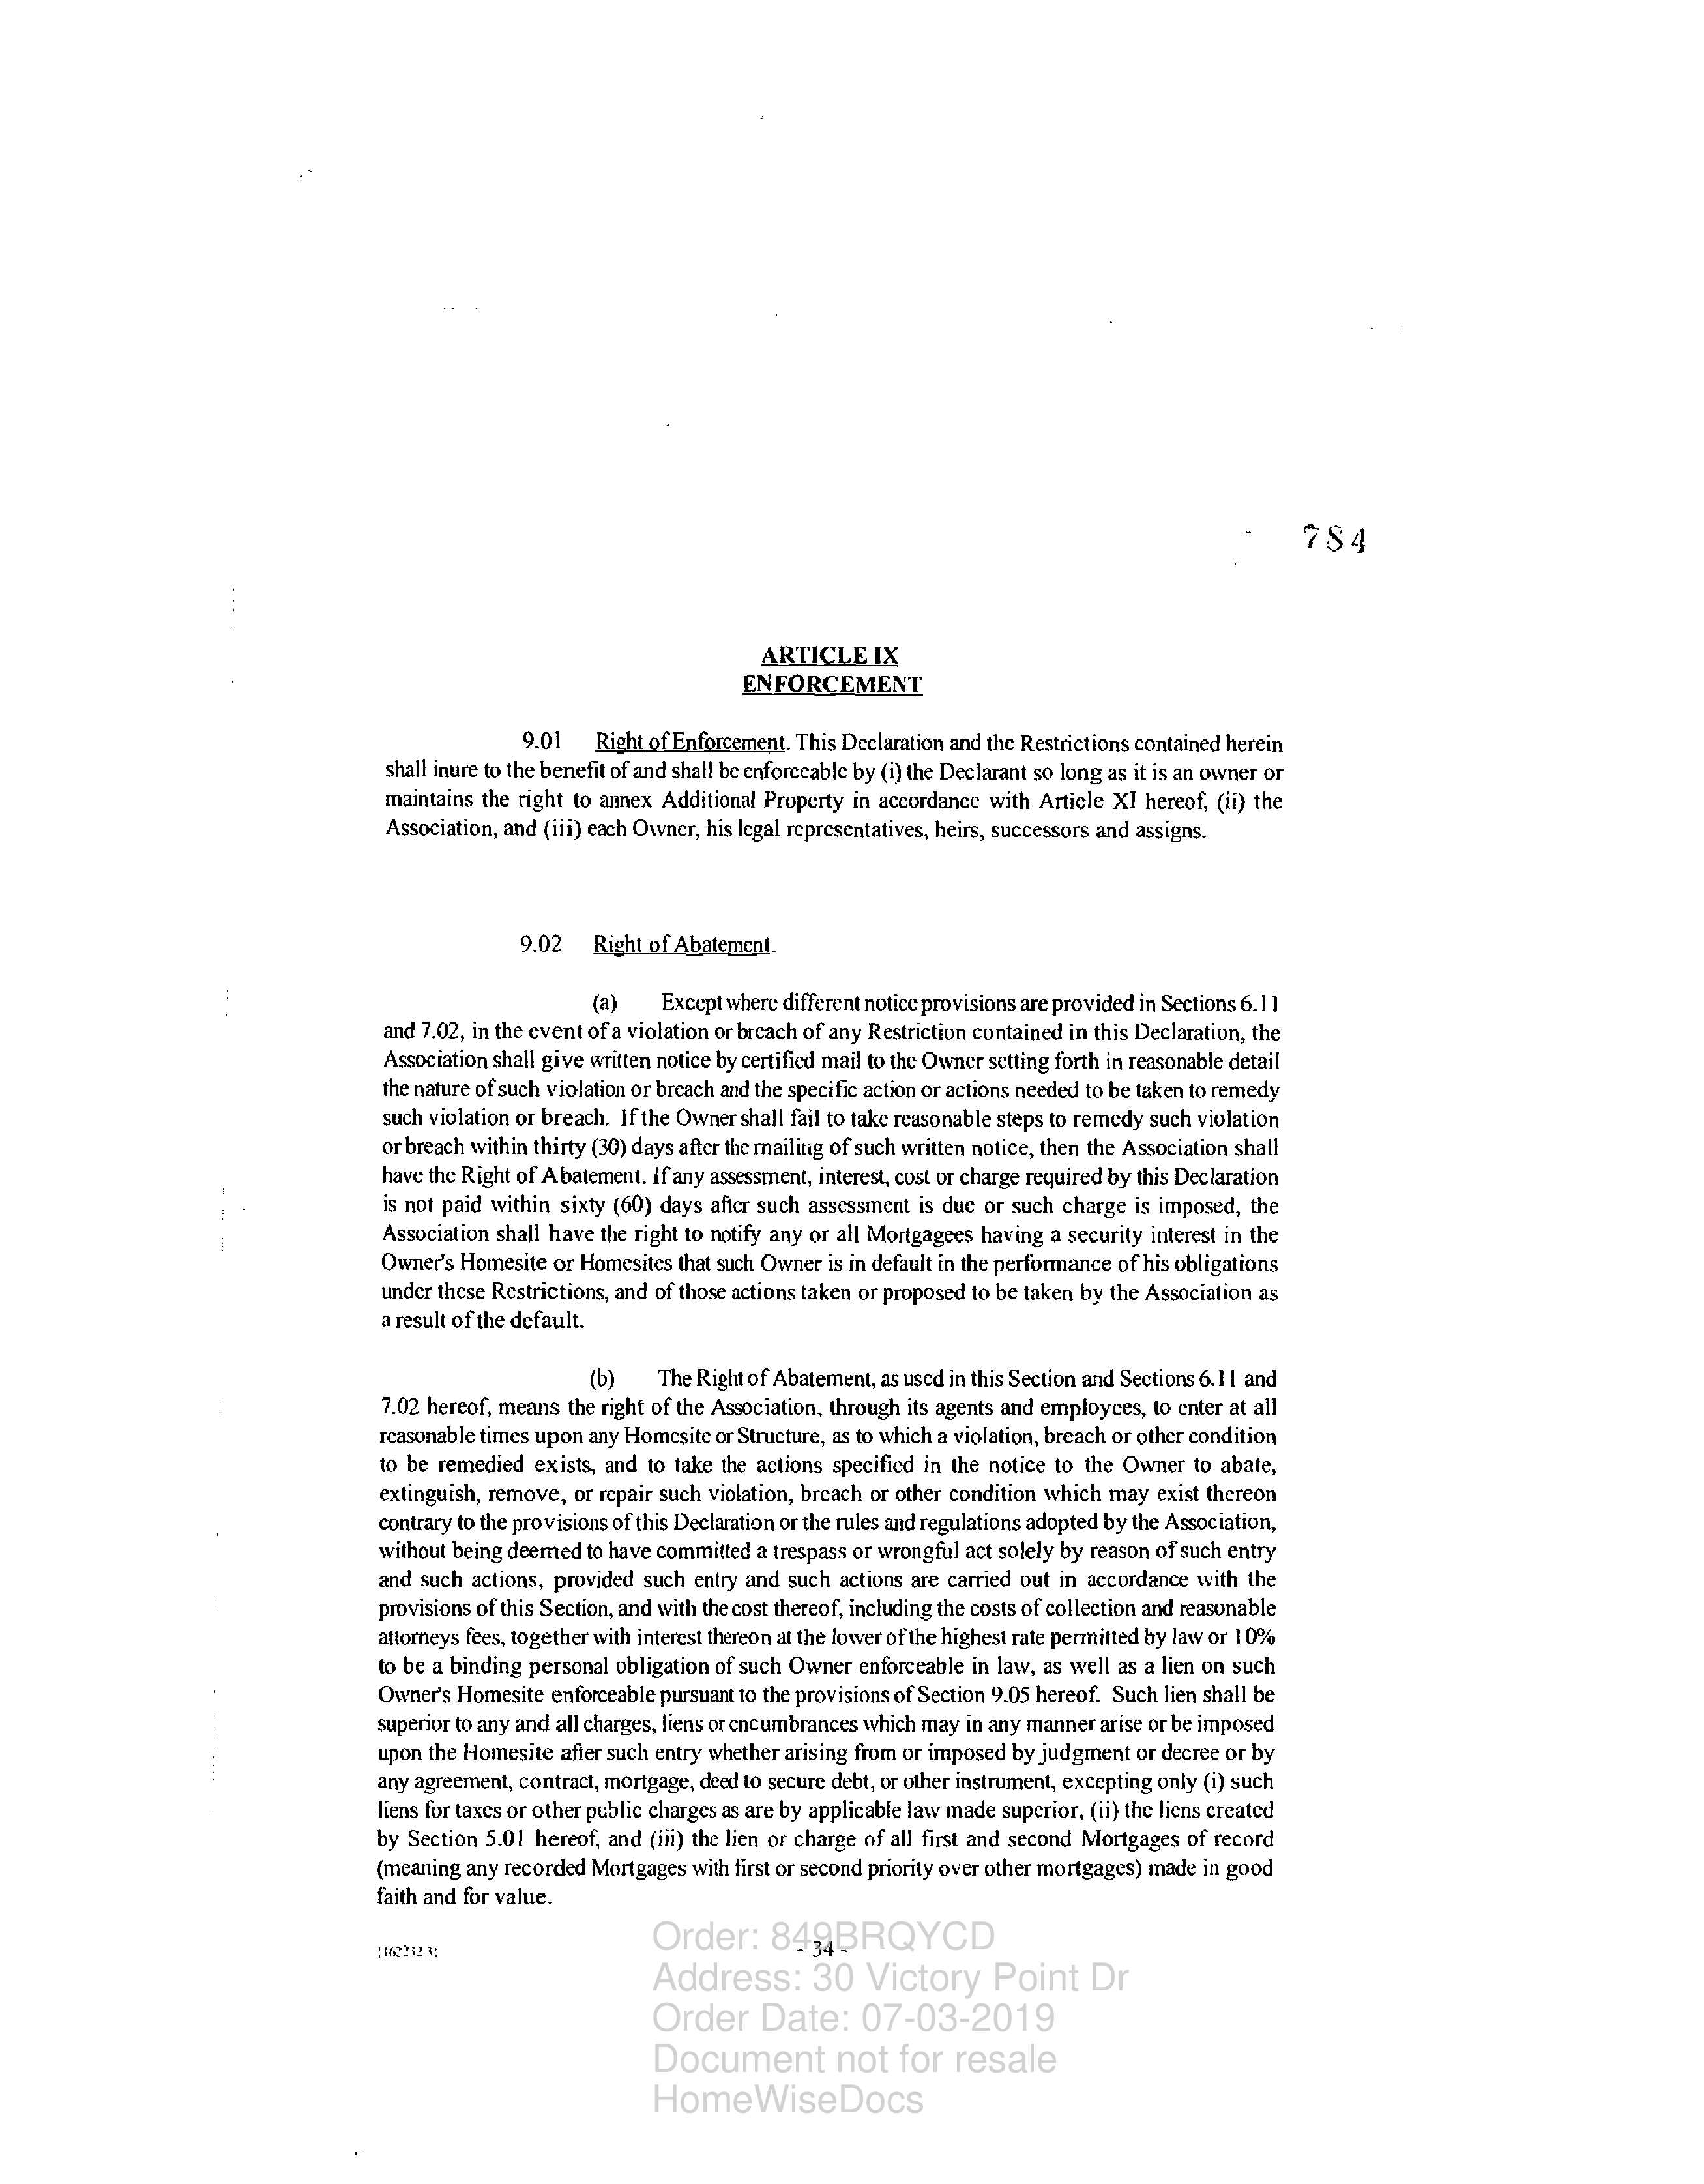 784
ARTICLE IX
ENFORCEMENT
9.01 Right of Enforcement. This Declaration and the Restrictions contained herein
shall inure to the benefit of and shall be enforceable by (i) the Declarant so long as it is an owner or
maintains the right to annex Additional Property in accordance with Article XI hereof, (ii) the
Association, and (iii) each Owner, his legal representatives, heirs, successors and assigns.
9.02 Right of Abatement.
(a) Except where different notice provisions are provided in Sections 6.11
and 7.02, in the event of a violation or breach of any Restriction contained in this Declaration, the
Association shall give written notice by certified mail to the Owner setting forth in reasonable detail
the nature of such violation or breach and the specific action or actions needed to be taken to remedy
such violation or breach. If the Owner shall fail to take reasonable steps to remedy such violation
or breach within thirty (30) days after the mailing of such written notice, then the Association shall
have the Right of Abatement. If any assessment, interest, cost or charge required by this Declaration
is not paid within sixty (60) days after such assessment is due or such charge is imposed, the
Association shall have the right to notify any or all Mortgagees having a security interest in the
Owner's Homesite or Homesites that such Owner is in default in the performance of his obligations
under these Restrictions, and of those actions taken or proposed to be taken by the Association as
a result of the default.
(b) The Right of Abatement, as used in this Section and Sections 6.11 and
7.02 hereof, means the right of the Association, through its agents and employees, to enter at all
reasonable times upon any Homesite or Structure, as to which a violation, breach or other condition
to be remedied exists, and to take the actions specified in the notice to the Owner to abate,
extinguish, remove, or repair such violation, breach or other condition which may exist thereon
contrary to the provisions of this Declaration or the rules and regulations adopted by the Association,
without being deemed to have committed a trespass or wrongful act solely by reason of such entry
and such actions, provided such entry and such actions are carried out in accordance with the
provisions of this Section, and with the cost thereof, including the costs of collection and reasonable
attorneys fees, together with interest thereon at the lower of the highest rate permitted by law or 10%
to be a binding personal obligation of such Owner enforceable in law, as well as a lien on such
Owner's Homesite enforceable pursuant to the provisions of Section 9.05 hereof. Such lien shall be
superior to any and all charges, liens or encumbrances which may in any manner arise or be imposed
upon the Homesite after such entry whether arising from or imposed by judgment or decree or by
any agreement, contract, mortgage, deed to secure debt, or other instrument, excepting only (i) such
liens for taxes or other public charges as are by applicable law made superior, (ii) the liens created
by Section 5.01 hereof, and (iii) the lien or charge of all first and second Mortgages of record
(meaning any recorded Mortgages with first or second priority over other mortgages) made in good
faith and for value.
{162232.3}
- 34 -
Order: 849BRQYCD
Address: 30 Victory Point Dr
Order Date: 07-03-2019
Document not for resale
HomeWiseDocs